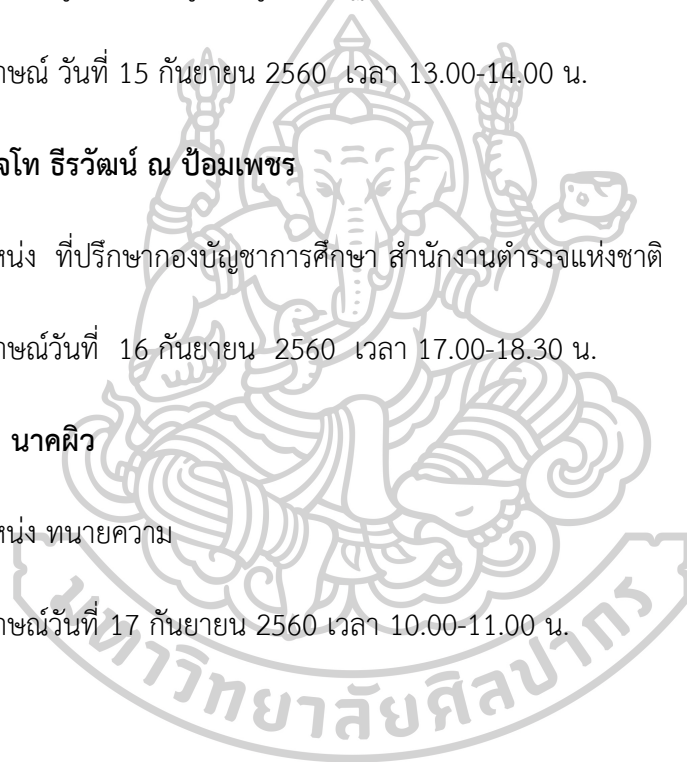 าษณ์ วันที่ 15 กันยายน 2560 เวลา 13.00-14.00 น.
จโท ธีรวัฒน์ ณ ป้อมเพชร
หน่ง ที่ปรึกษากองบัญชาการศึกษา สำนักงานตำรวจแห่งชาติ
าษณ์วันที่ 16 กันยายน 2560 เวลา 17.00-18.30 น.
นาคผิว
หน่ง ทนายความ
าษณ์วันที่ 17 กันยายน 2560 เวลา 10.00-11.00 น.
มหาวิทยาลัยศิลปากร